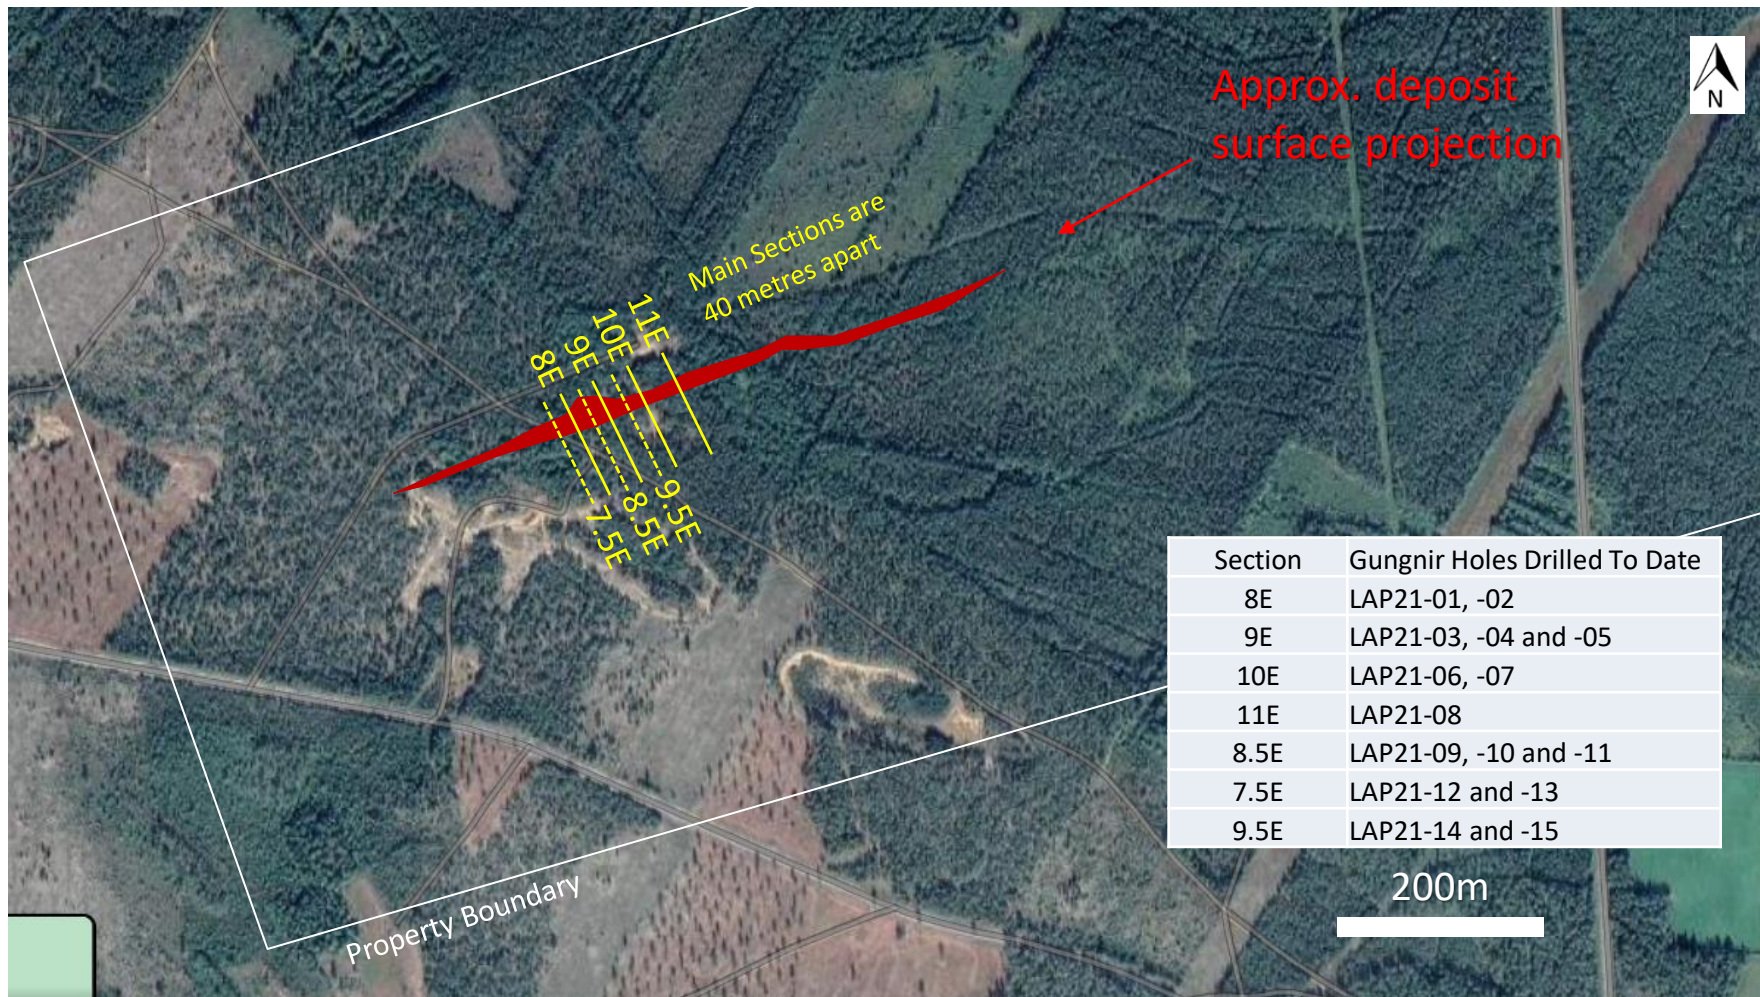 Approx. deposit
surface projection
N
Main Sections are
40 metres apart
11E
10E
9E
8E
9.5E
8.5E
7.5E
Section Gungnir Holes Drilled To Date
8E LAP21-01, -02
9E LAP21-03, -04 and -05
10E LAP21-06, -07
11E LAP21-08
8.5E LAP21-09, -10 and -11
7.5E LAP21-12 and -13
9.5E LAP21-14 and -15
200m
Property Boundary